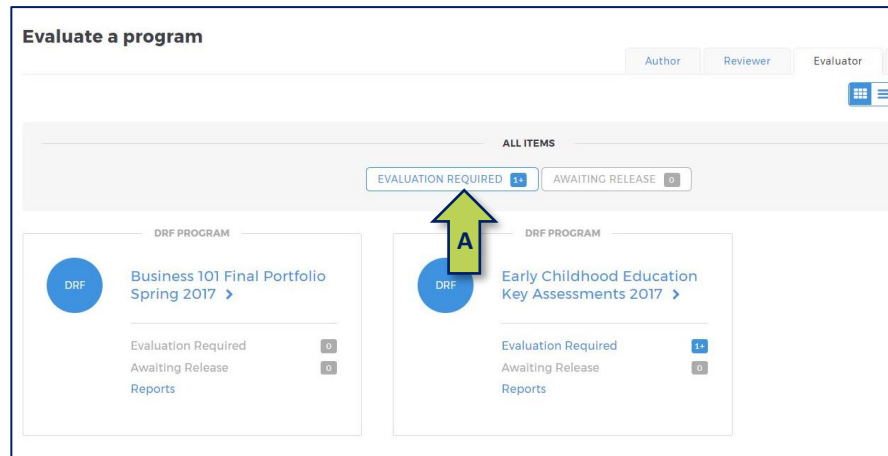 Evaluate a program
Author Reviewer Evaluator
ALL ITEMS
EVALUATION REQUIRED 1+ AWAITING RELEASE 0
A
DRF PROGRAM
DRF
Business 101 Final Portfolio
Spring 2017 >
Evaluation Required 0
Awaiting Release 0
Reports
DRF PROGRAM
DRF
Early Childhood Education
Key Assessments 2017 >
Evaluation Required 1+
Awaiting Release 0
Reports